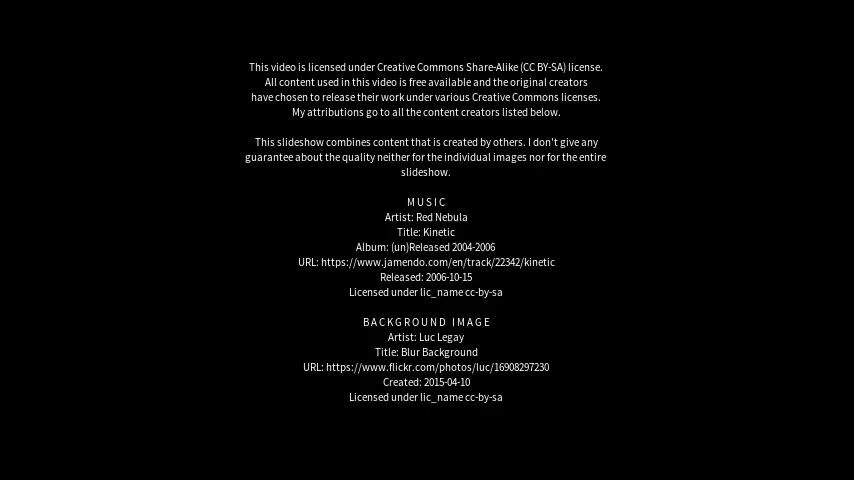 This video is licensed under Creative Commons Share-Alike (CC BY-SA) license.
All content used in this video is free available and the original creators
have chosen to release their work under various Creative Commons licenses.
My attributions go to all the content creators listed below.
This slideshow combines content that is created by others. I don't give any
guarantee about the quality neither for the individual images nor for the entire
slideshow.
MUSIC
Artist: Red Nebula
Title: Kinetic
Album: (un)Released 2004-2006
URL: https://www.jamendo.com/en/track/22342/kinetic
Released: 2006-10-15
Licensed under lic_name cc-by-sa
BACKGROUND IMAGE
Artist: Luc Legay
Title: Blur Background
URL: https://www.flickr.com/photos/luc/16908297230
Created: 2015-04-10
Licensed under lic_name cc-by-sa